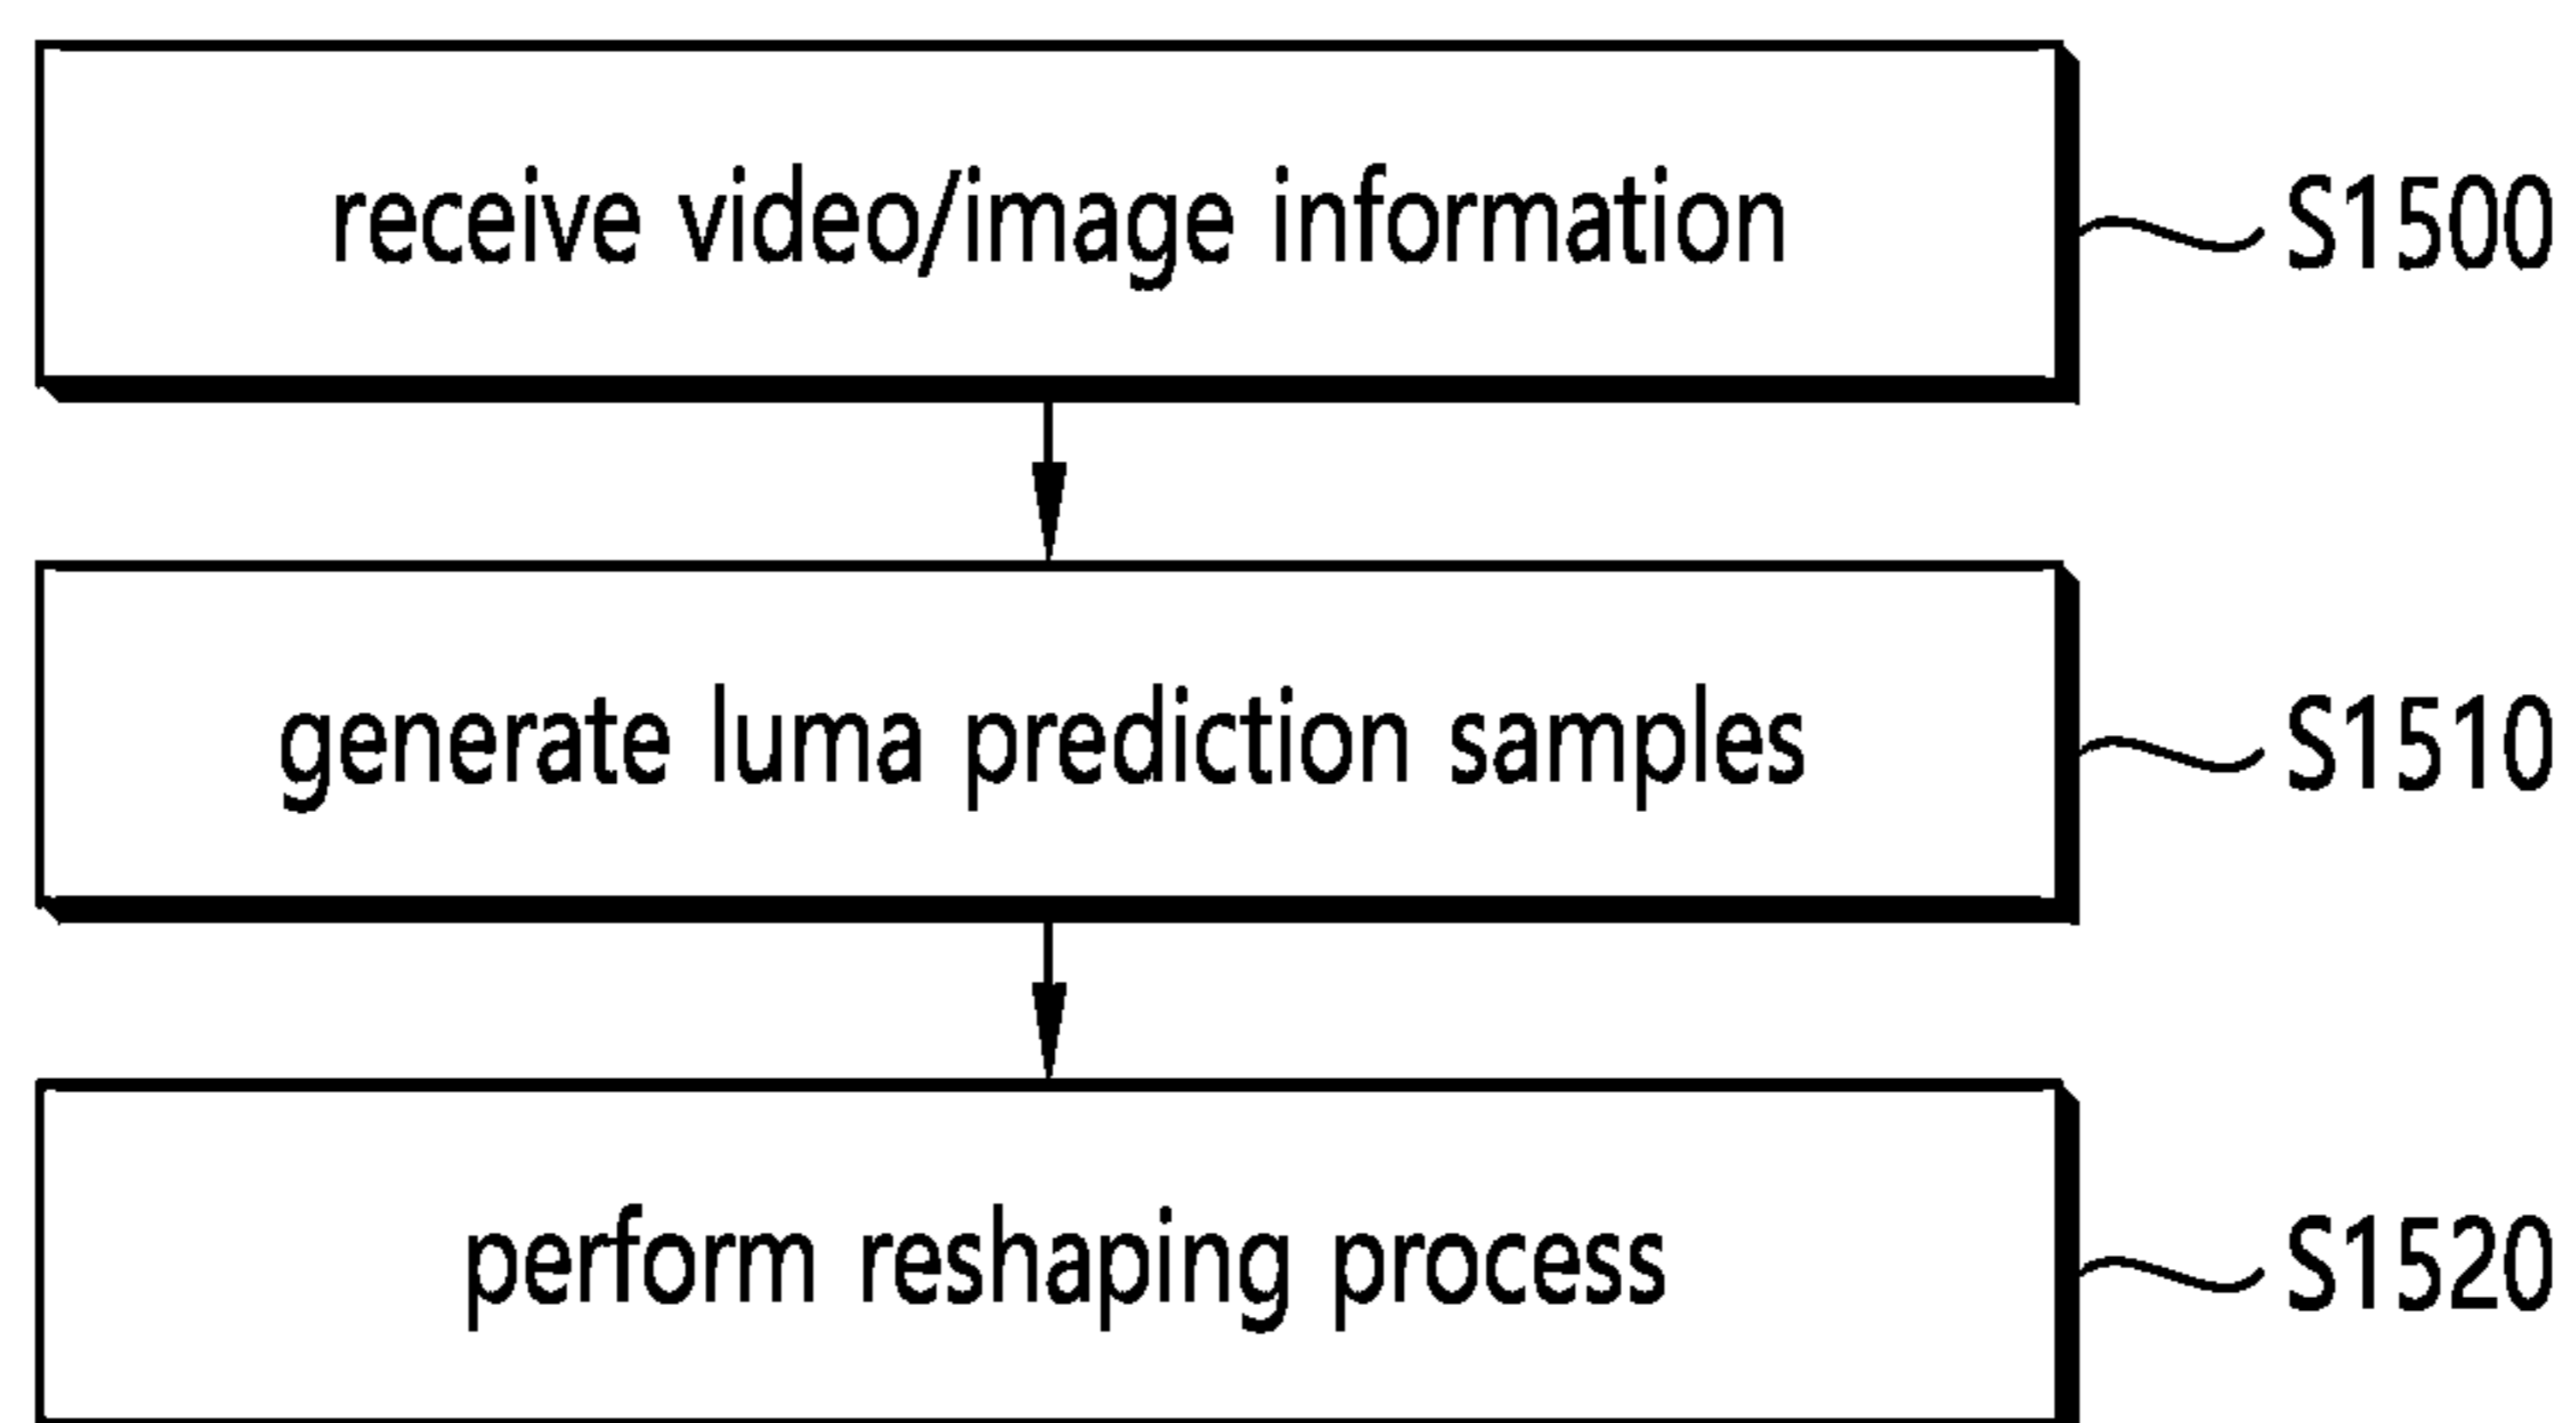 receive video/image information S1500
generate luma prediction samples S1510
perform reshaping process S1520